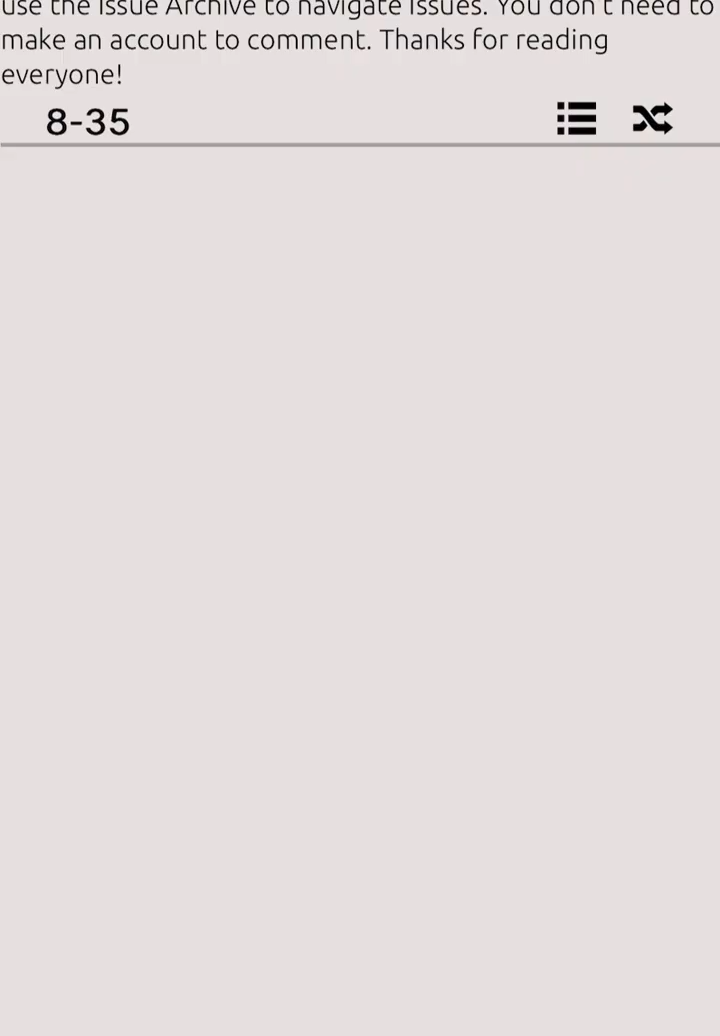 use the Issue Archive to navigate Issues. You don't need to
make an account to comment. Thanks for reading
everyone!
8-35